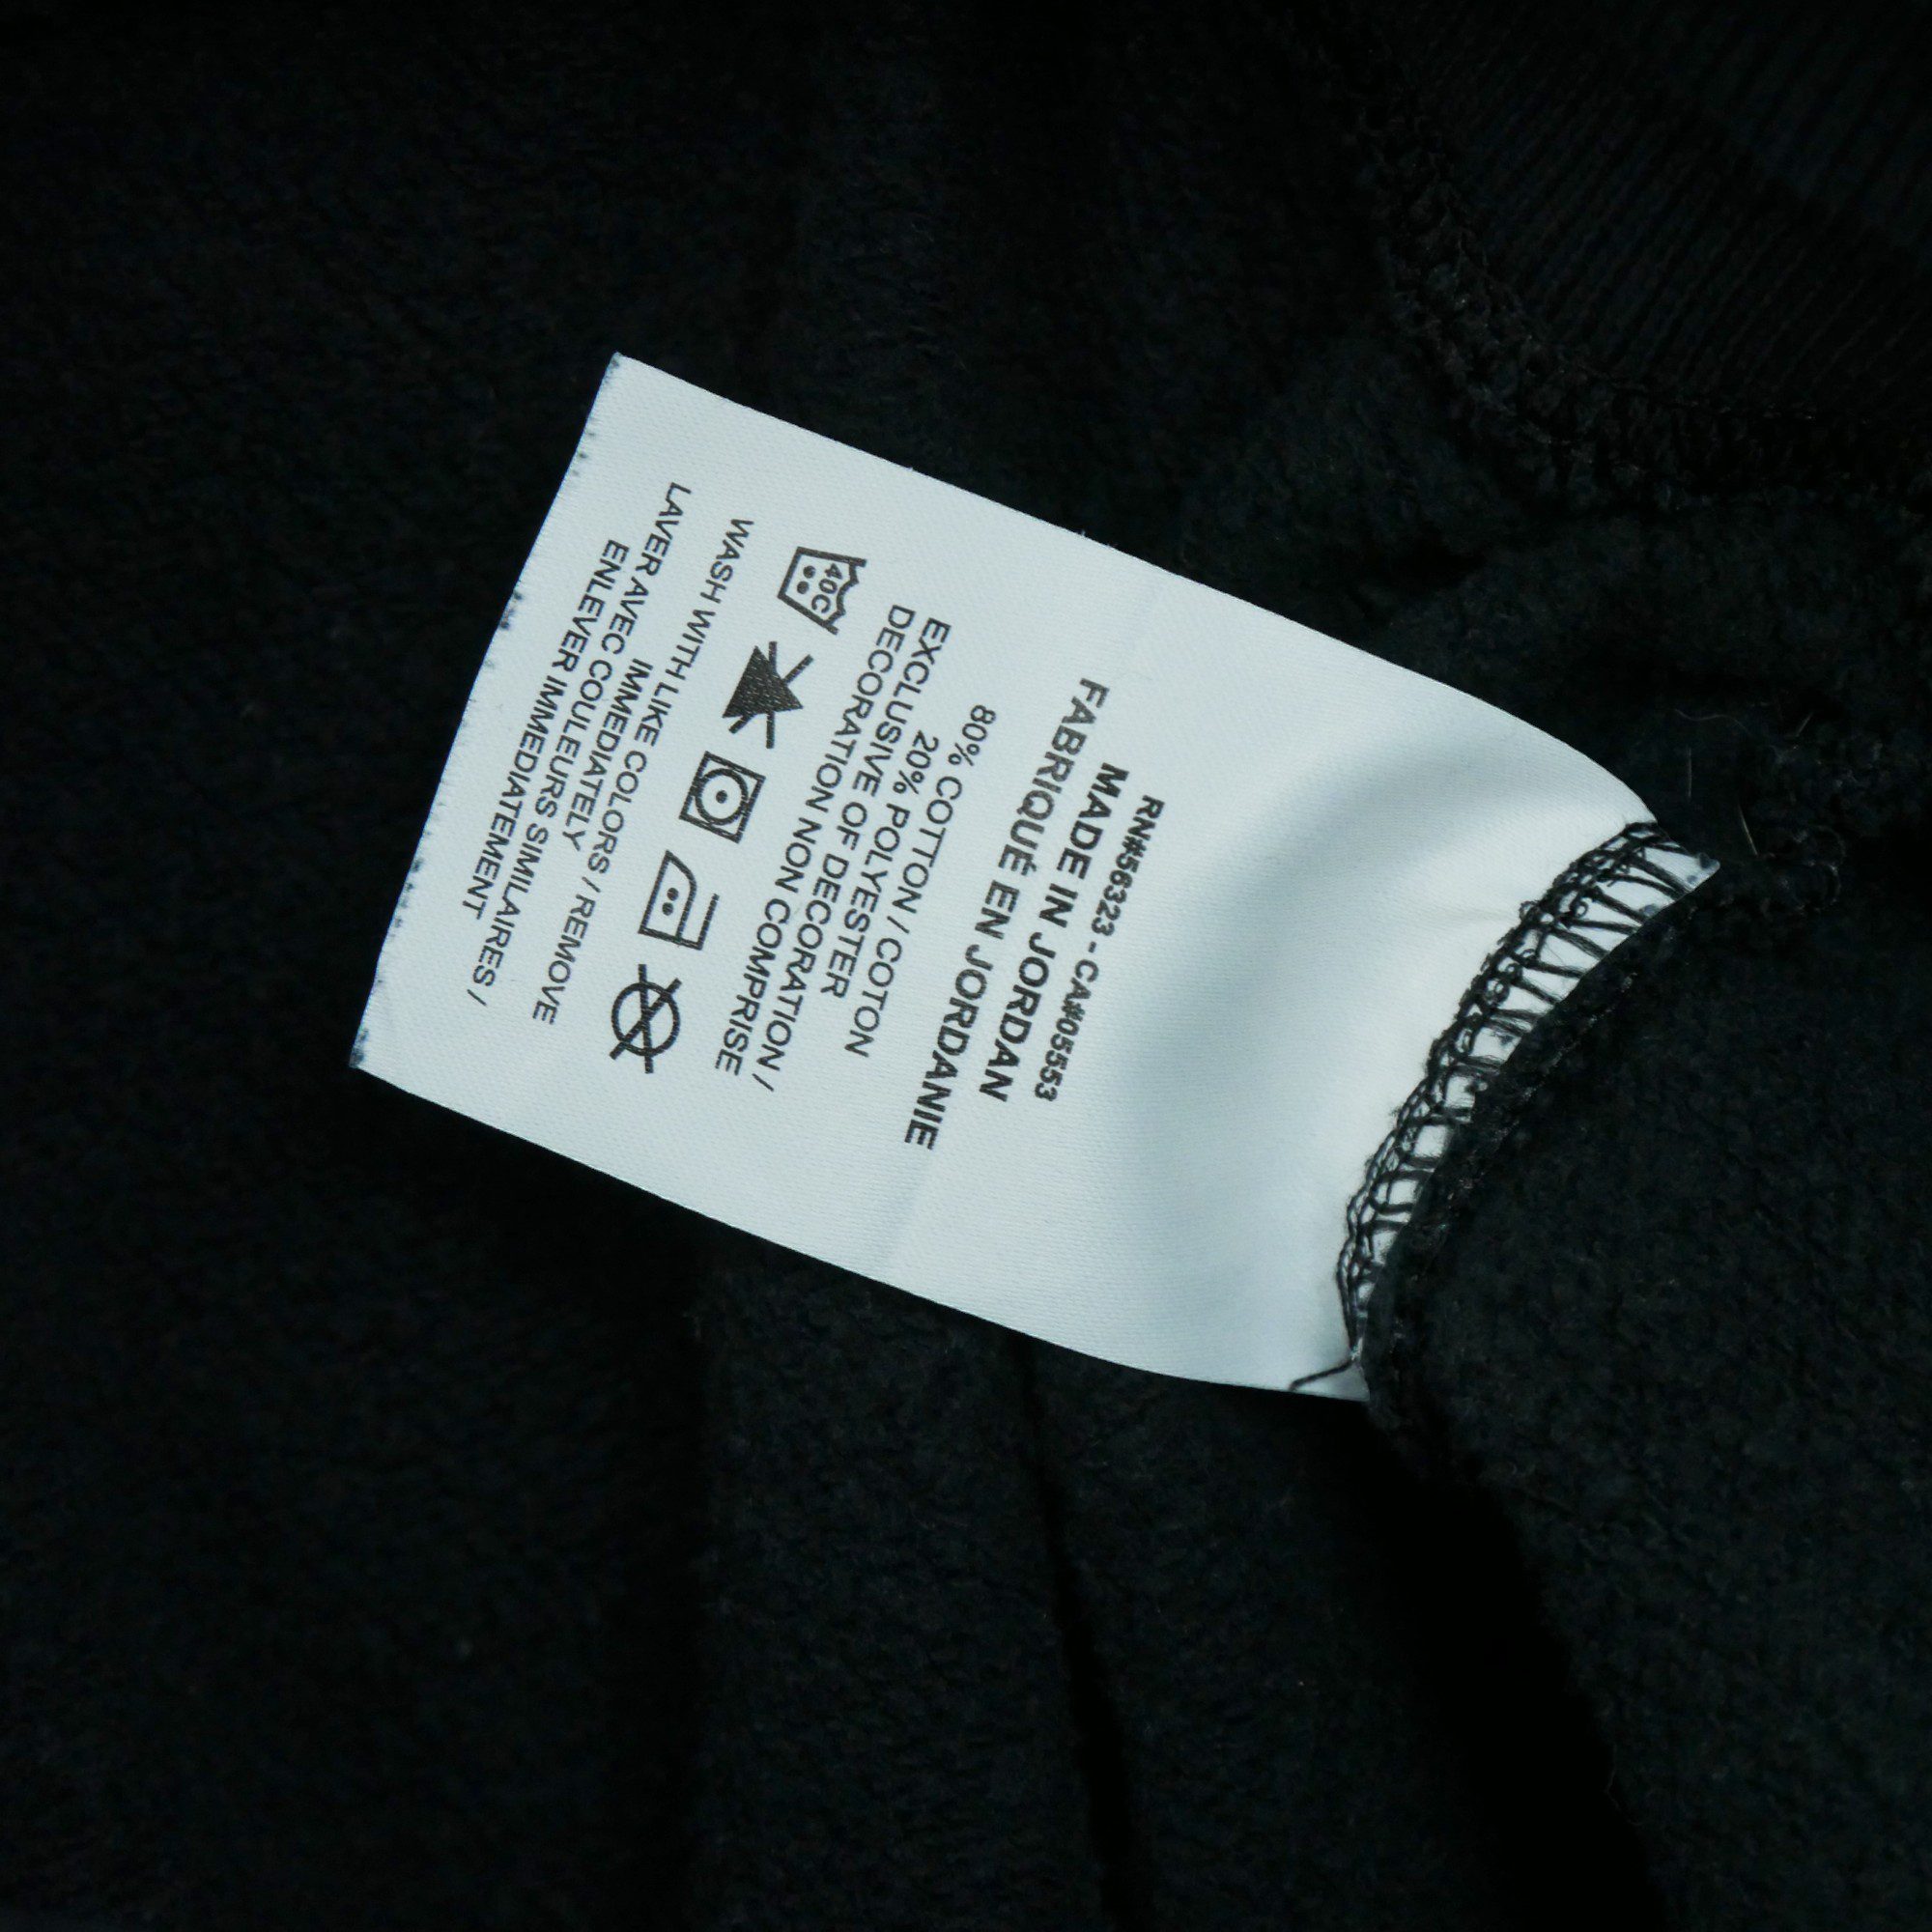 RN#56323 - CA#05553
MADE IN JORDAN
FABRIQUÉ EN JORDANIE
80% COTTON / COTON
20% POLYESTER
EXCLUSIVE OF DECORATION /
DECORATION NON COMPRISE
40C
WASH WITH LIKE COLORS / REMOVE
IMMEDIATELY
LAVER AVEC COULEURS SIMILAIRES /
ENLEVER IMMEDIATEMENT